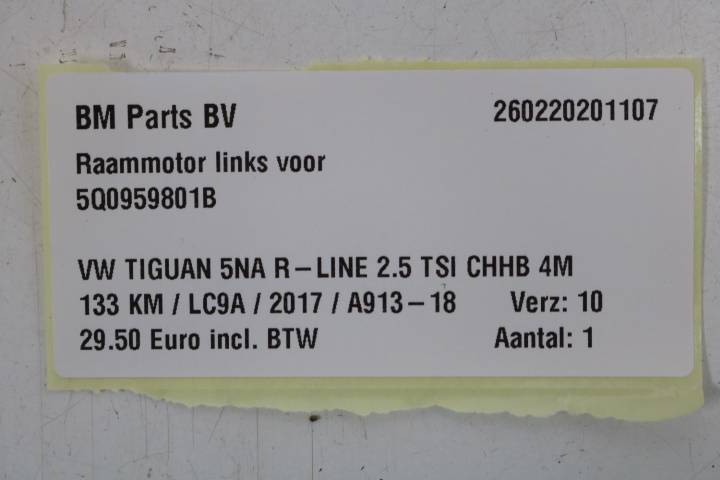 BM Parts BV 260220201107
Raammotor links voor
5Q0959801B
VW TIGUAN 5NA R-LINE 2.5 TSI CHHB 4M
133 KM / LC9A / 2017 / A913-18 Verz: 10
29.50 Euro incl. BTW Aantal: 1